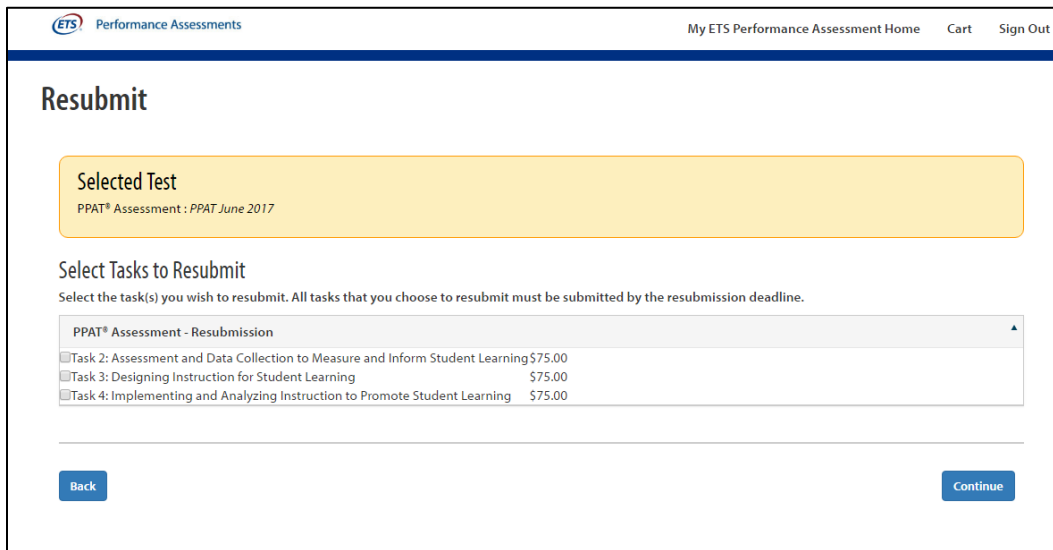 ETS Performance Assessments
My ETS Performance Assessment Home Cart Sign Out
Resubmit
Selected Test
PPAT® Assessment : PPAT June 2017
Select Tasks to Resubmit
Select the task(s) you wish to resubmit. All tasks that you choose to resubmit must be submitted by the resubmission deadline.
PPAT® Assessment - Resubmission
Task 2: Assessment and Data Collection to Measure and Inform Student Learning $75.00
Task 3: Designing Instruction for Student Learning $75.00
Task 4: Implementing and Analyzing Instruction to Promote Student Learning $75.00
Back Continue